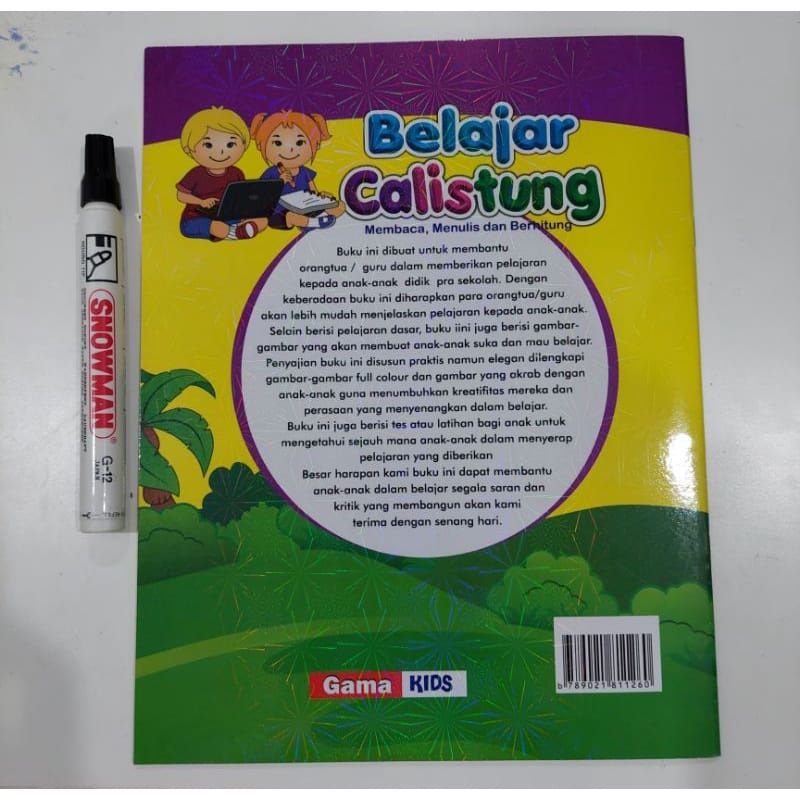 Belajar
Calistung
Membaca, Menulis dan Berhitung
Buku ini dibuat untuk membantu
orangtua / guru dalam memberikan pelajaran
kepada anak-anak didik pra sekolah. Dengan
keberadaan buku ini diharapkan para orangtua/guru
akan lebih mudah menjelaskan pelajaran kepada anak-anak.
Selain berisi pelajaran dasar, buku iini juga berisi gambar-
gambar yang akan membuat anak-anak suka dan mau belajar.
Penyajian buku ini disusun praktis namun elegan dilengkapi
gambar-gambar full colour dan gambar yang akrab dengan
anak-anak guna menumbuhkan kreatifitas mereka dan
perasaan yang menyenangkan dalam belajar.
Buku ini juga berisi tes atau latihan bagi anak untuk
mengetahui sejauh mana anak-anak dalam menyerap
pelajaran yang diberikan
Besar harapan kami buku ini dapat membantu
anak-anak dalam belajar segala saran dan
kritik yang membangun akan kami
terima dengan senang hari.
Gama KIDS
b 789021 811260
SNOWMAN
G-12